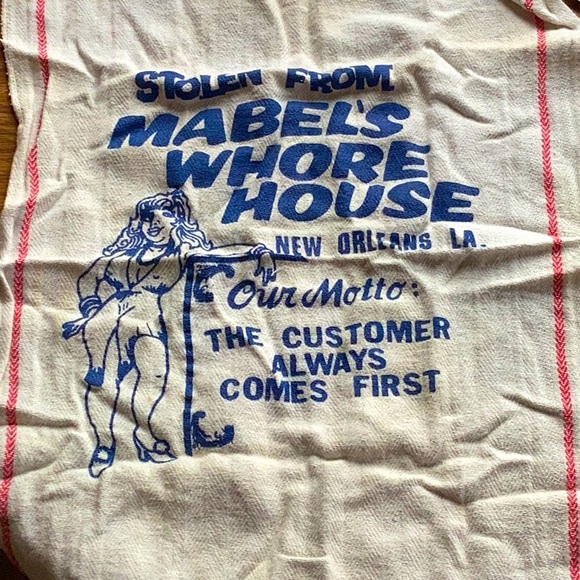 STOLEN FROM
MABEL'S
WHORE
HOUSE
NEW ORLEANS LA.
Our Motto:
THE CUSTOMER
ALWAYS
COMES FIRST